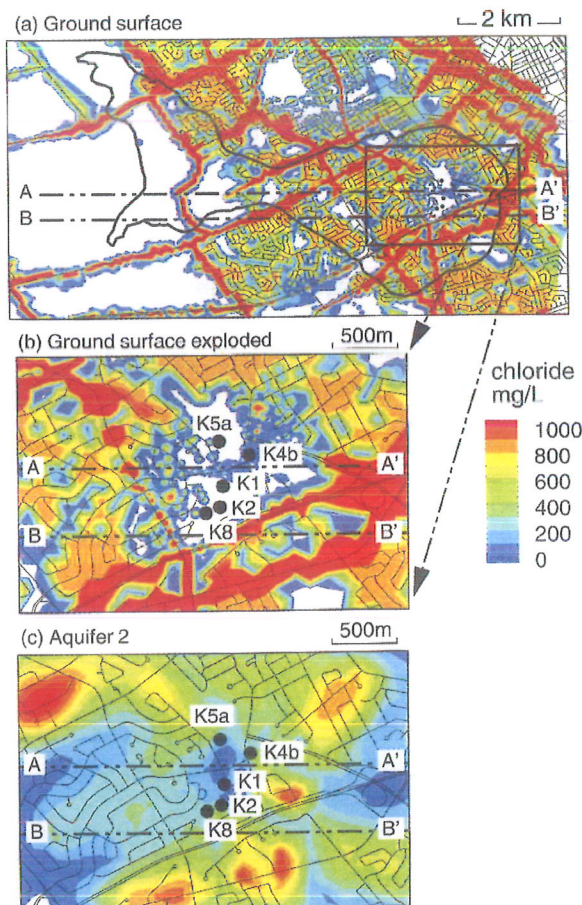 (a) Ground surface
2 km
A A'
B B'
(b) Ground surface exploded
500m
K5a
K4b
A A'
K1
K2
B B'
K8
chloride
mg/L
1000
800
600
400
200
0
(c) Aquifer 2
500m
K5a
K4b
A A'
K1
K2
B B'
K8